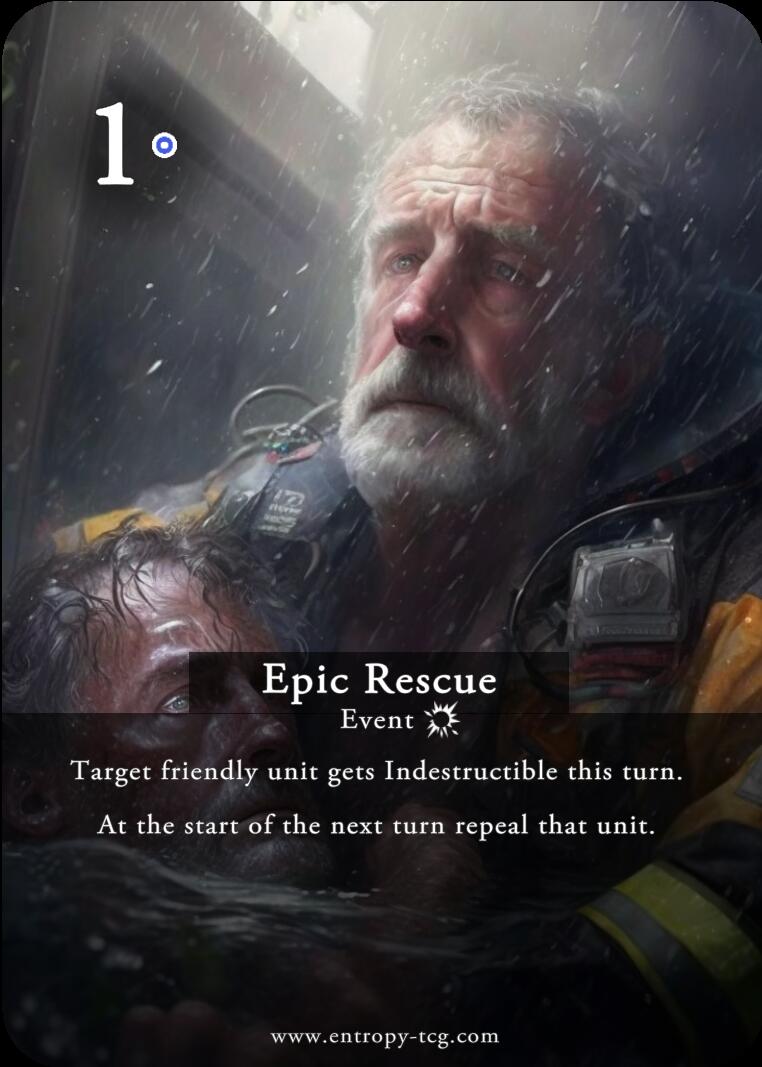 1
Epic Rescue
Event
Target friendly unit gets Indestructible this turn.
At the start of the next turn repeal that unit.
www.entropy-tcg.com